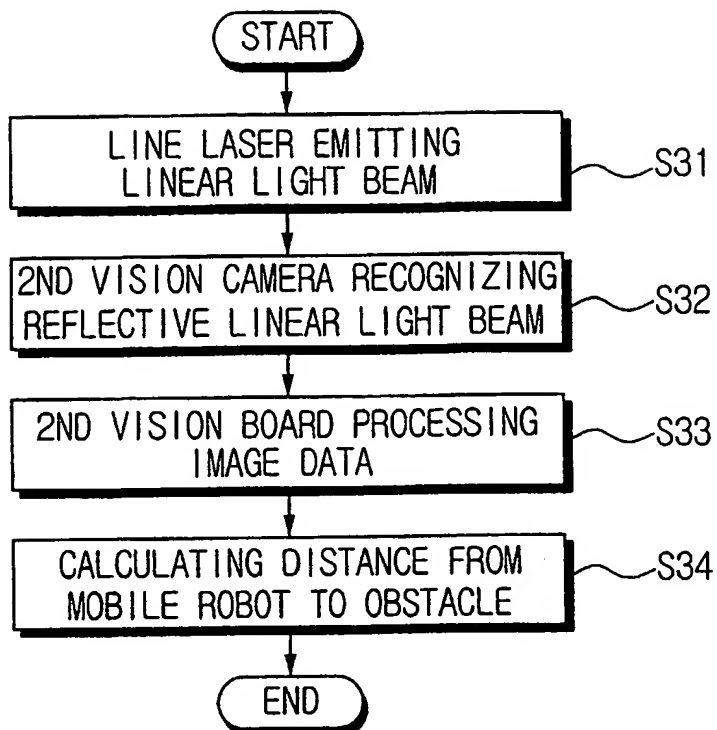 START
LINE LASER EMITTING
LINEAR LIGHT BEAM
S31
2ND VISION CAMERA RECOGNIZING
REFLECTIVE LINEAR LIGHT BEAM
S32
2ND VISION BOARD PROCESSING
IMAGE DATA
S33
CALCULATING DISTANCE FROM
MOBILE ROBOT TO OBSTACLE
S34
END